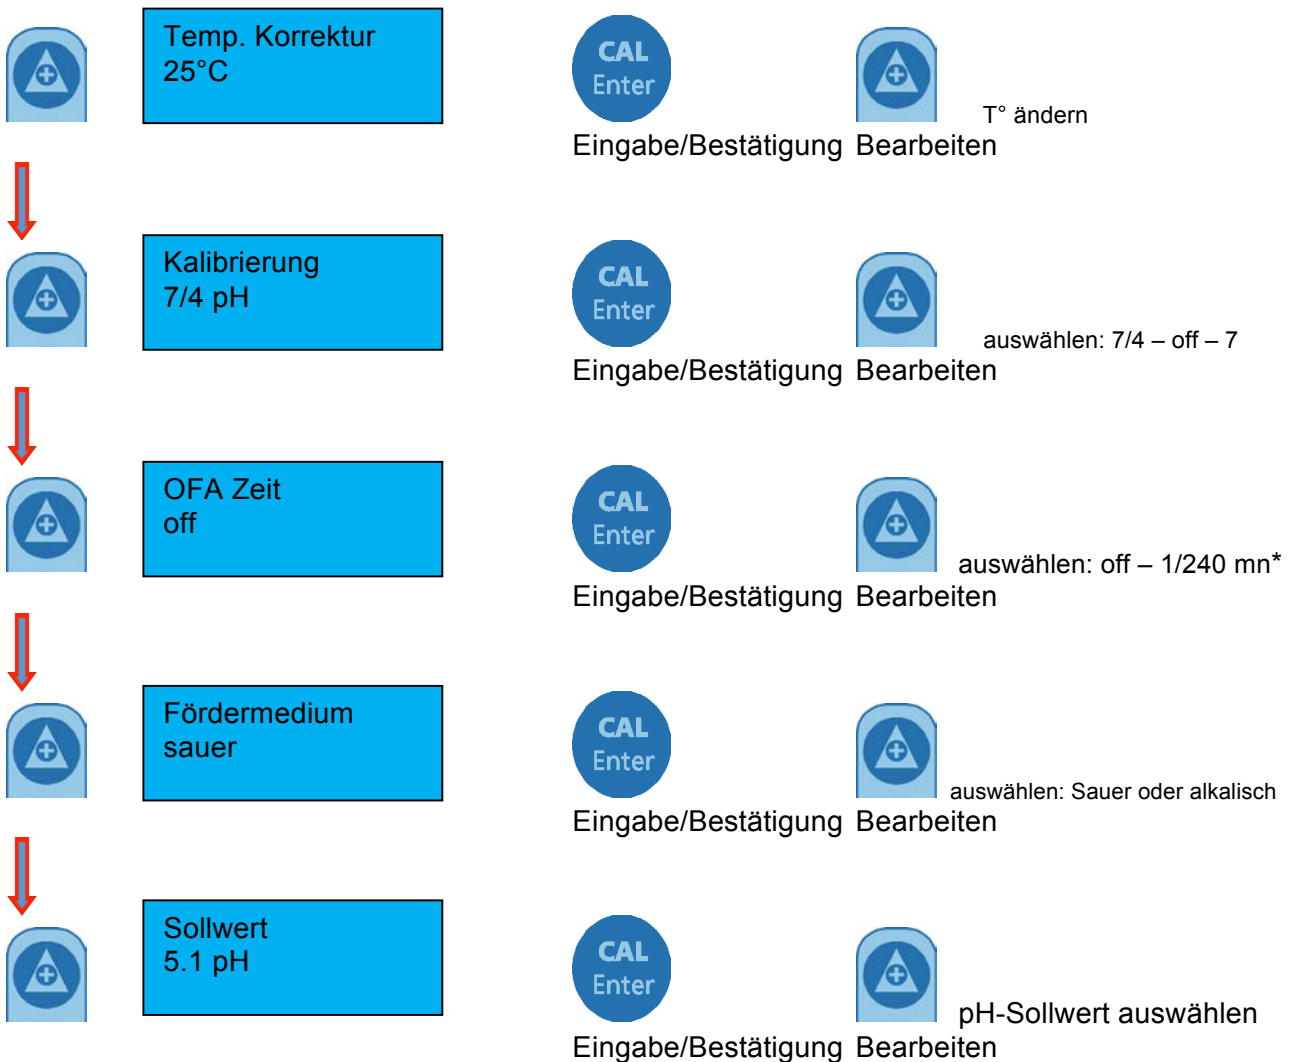 Temp. Korrektur
25°C
CAL
Enter
T° ändern
Eingabe/Bestätigung Bearbeiten
Kalibrierung
7/4 pH
CAL
Enter
auswählen: 7/4 – off – 7
Eingabe/Bestätigung Bearbeiten
OFA Zeit
off
CAL
Enter
auswählen: off – 1/240 mn*
Eingabe/Bestätigung Bearbeiten
Fördermedium
sauer
CAL
Enter
auswählen: Sauer oder alkalisch
Eingabe/Bestätigung Bearbeiten
Sollwert
5.1 pH
CAL
Enter
pH-Sollwert auswählen
Eingabe/Bestätigung Bearbeiten